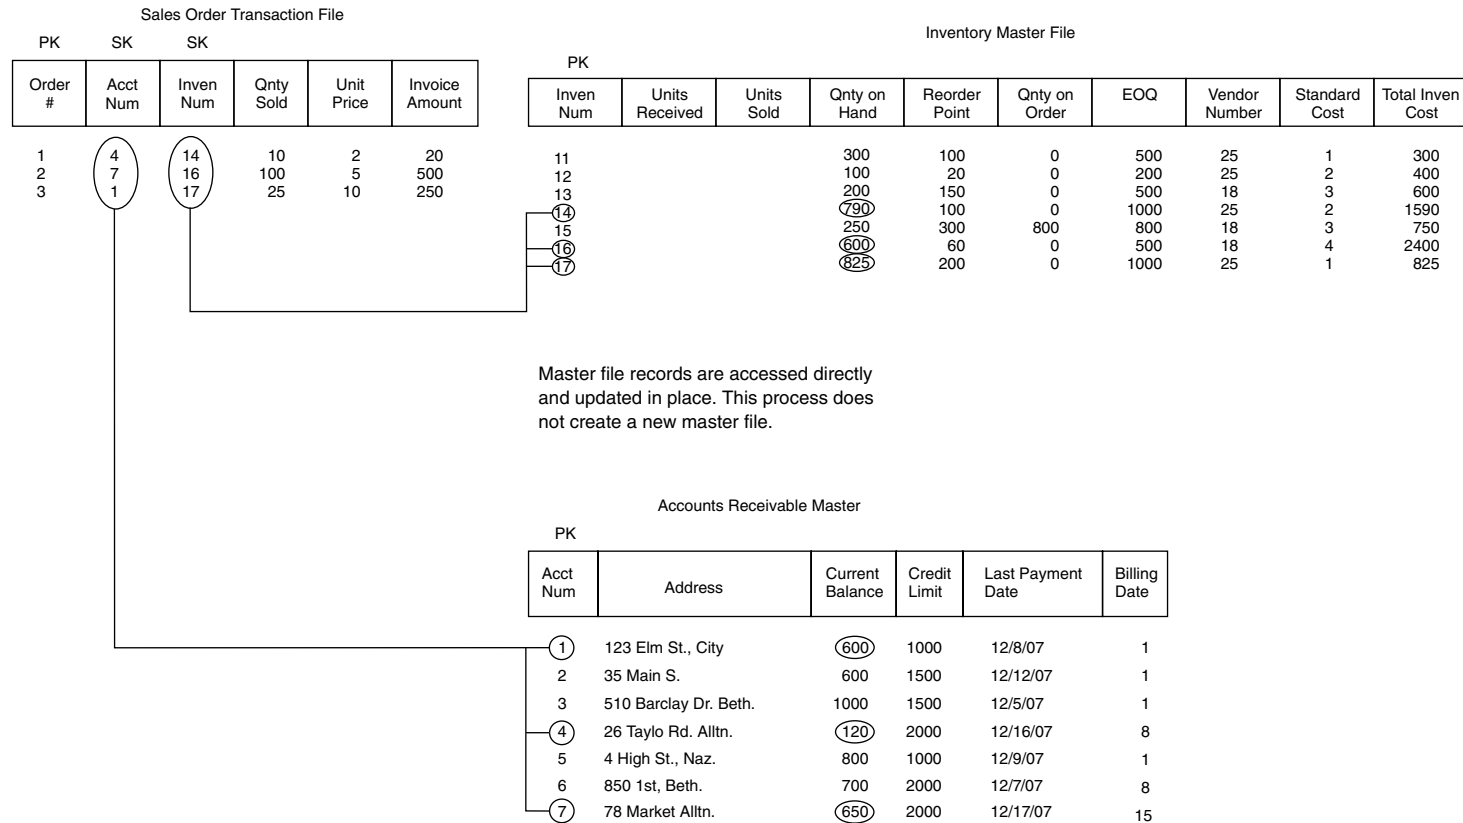 Sales Order Transaction File
PK SK SK
Order # Acct Num Inven Num Qnty Sold Unit Price Invoice Amount
1 4 14 10 2 20
2 7 16 100 5 500
3 1 17 25 10 250
Inventory Master File
PK
Inven Num Units Received Units Sold Qnty on Hand Reorder Point Qnty on Order EOQ Vendor Number Standard Cost Total Inven Cost
11 300 100 0 500 25 1 300
12 100 20 0 200 25 2 400
13 200 150 0 500 18 3 600
14 790 100 0 1000 25 2 1590
15 250 300 800 800 18 3 750
16 600 60 0 500 18 4 2400
17 825 200 0 1000 25 1 825
Master file records are accessed directly
and updated in place. This process does
not create a new master file.
Accounts Receivable Master
PK
Acct Num Address Current Balance Credit Limit Last Payment Date Billing Date
1 123 Elm St., City 600 1000 12/8/07 1
2 35 Main S. 600 1500 12/12/07 1
3 510 Barclay Dr. Beth. 1000 1500 12/5/07 1
4 26 Taylo Rd. Alltn. 120 2000 12/16/07 8
5 4 High St., Naz. 800 1000 12/9/07 1
6 850 1st, Beth. 700 2000 12/7/07 8
7 78 Market Alltn. 650 2000 12/17/07 15